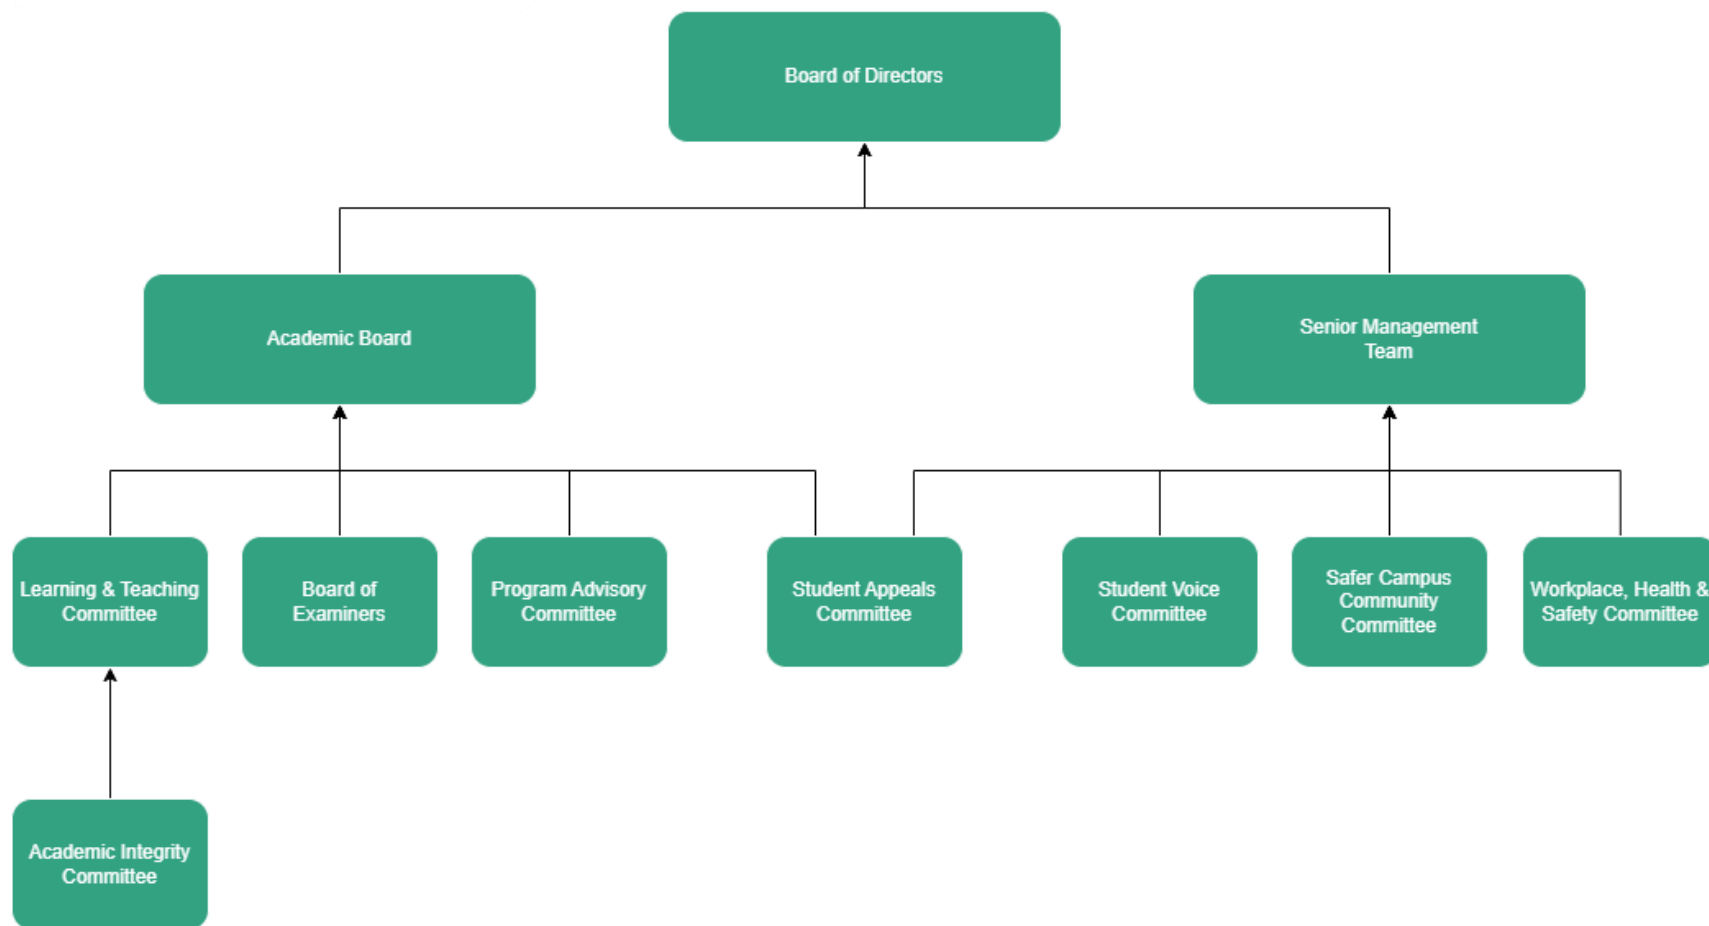 Board of Directors
Academic Board
Senior Management
Team
Learning & Teaching
Committee
Board of
Examiners
Program Advisory
Committee
Student Appeals
Committee
Student Voice
Committee
Safer Campus
Community
Committee
Workplace, Health &
Safety Committee
Academic Integrity
Committee